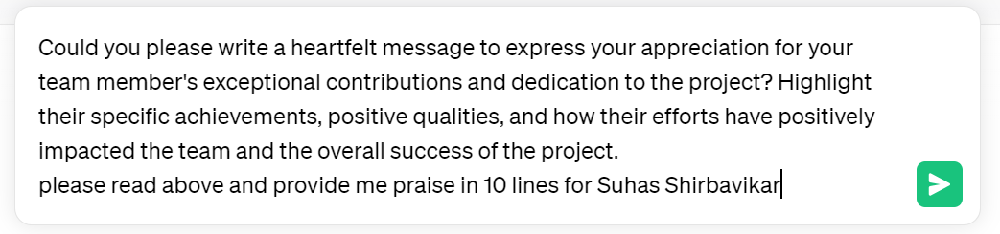 Could you please write a heartfelt message to express your appreciation for your
team member's exceptional contributions and dedication to the project? Highlight
their specific achievements, positive qualities, and how their efforts have positively
impacted the team and the overall success of the project.
please read above and provide me praise in 10 lines for Suhas Shirbavikar